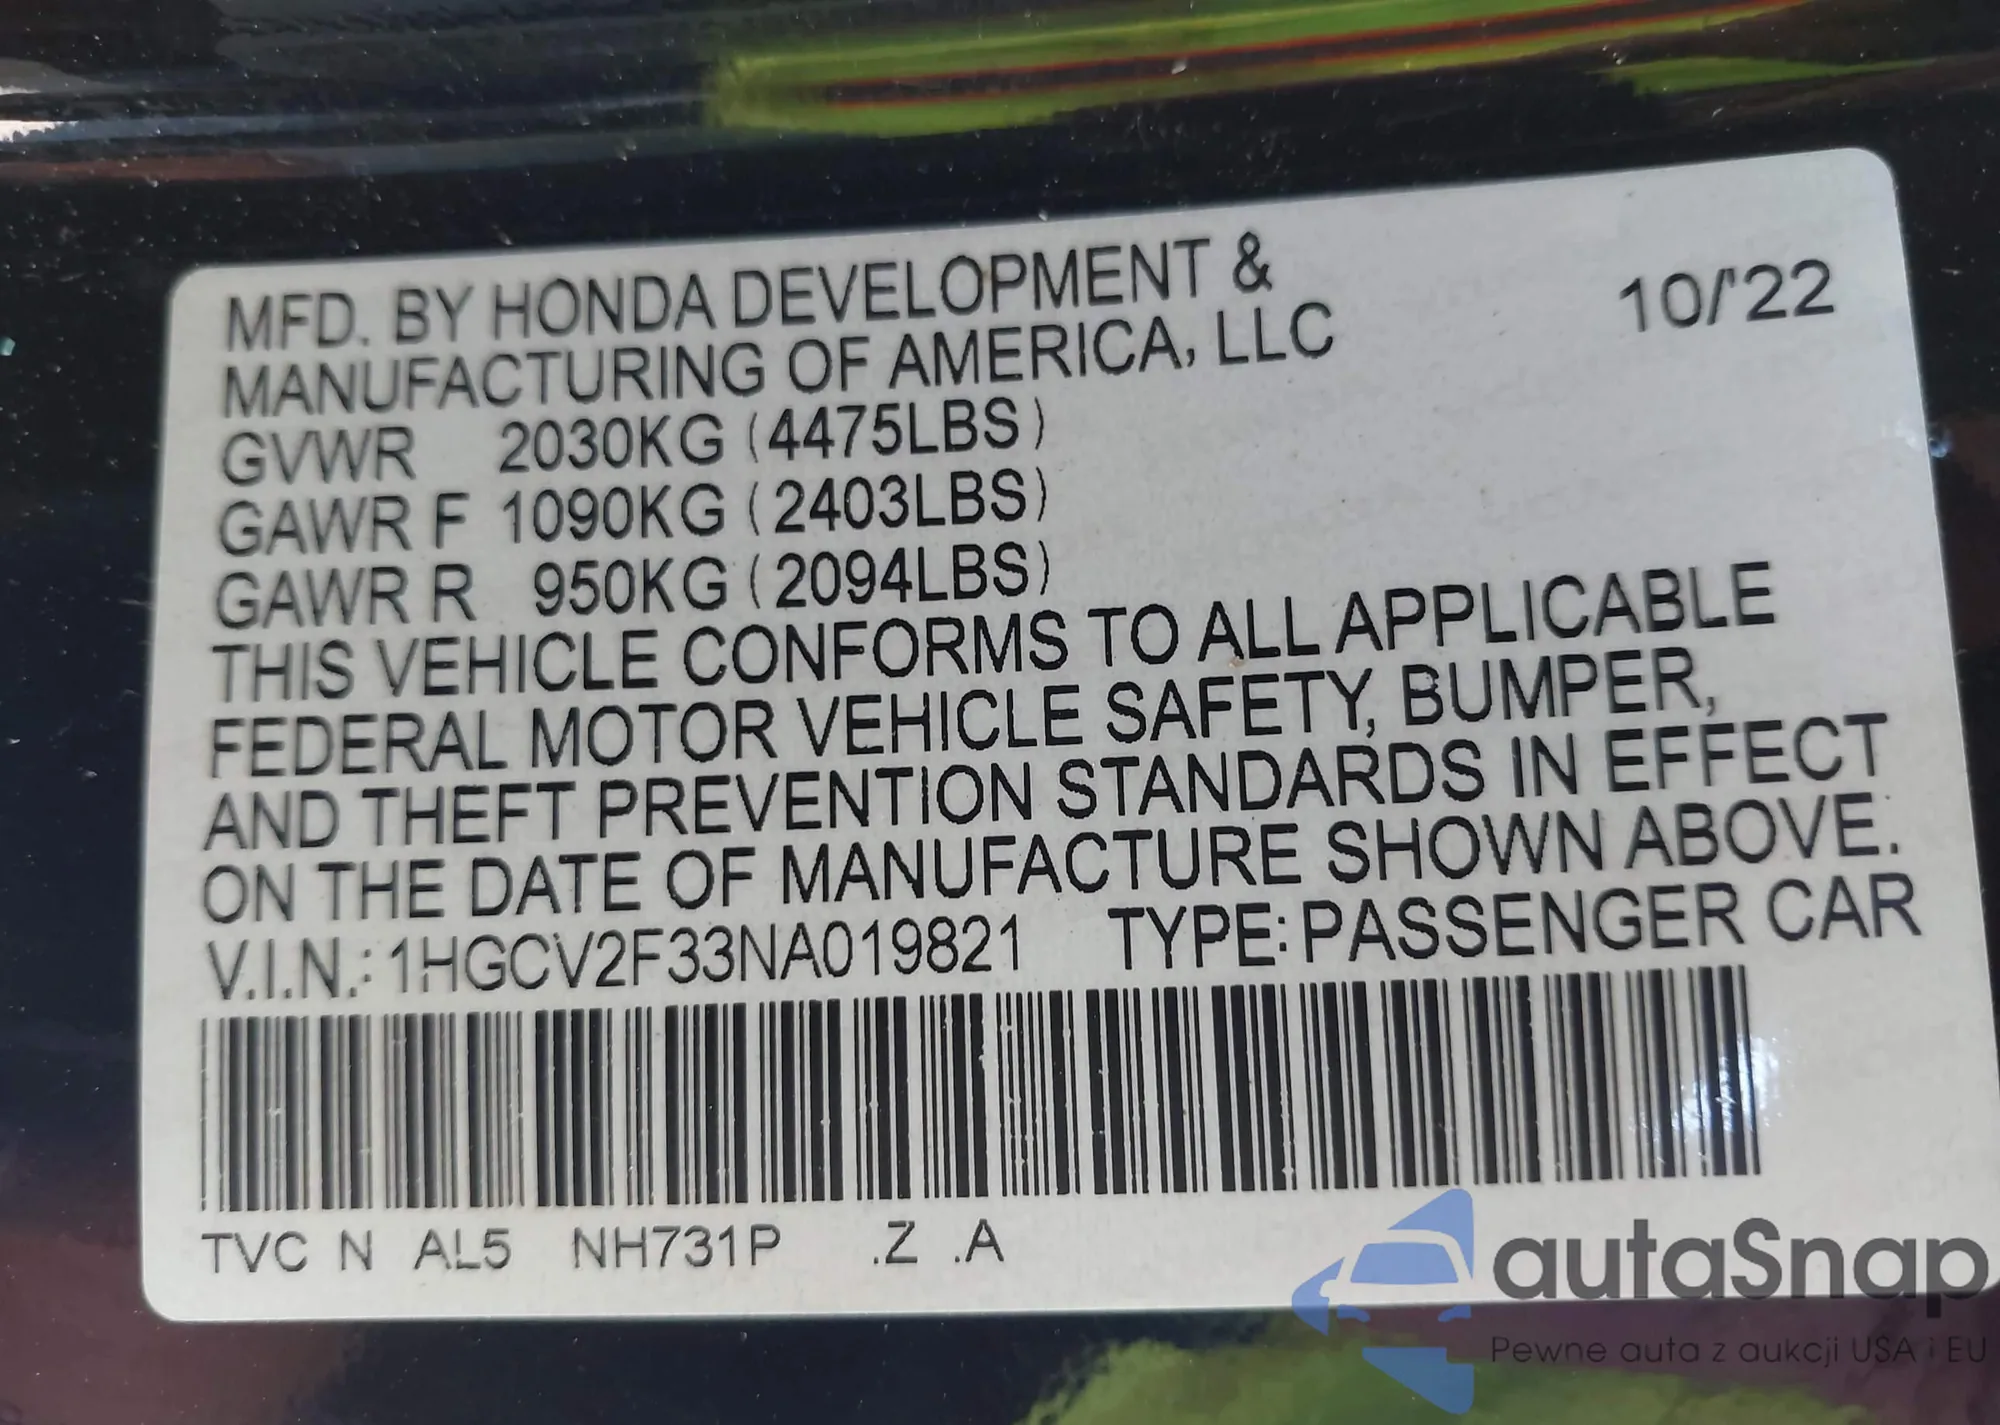 MFD. BY HONDA DEVELOPMENT &
MANUFACTURING OF AMERICA, LLC
10/'22
GVWR 2030KG (4475LBS)
GAWR F 1090KG (2403LBS)
GAWR R 950KG (2094LBS)
THIS VEHICLE CONFORMS TO ALL APPLICABLE
FEDERAL MOTOR VEHICLE SAFETY, BUMPER,
AND THEFT PREVENTION STANDARDS IN EFFECT
ON THE DATE OF MANUFACTURE SHOWN ABOVE.
V.I.N.: 1HGCV2F33NA019821 TYPE: PASSENGER CAR
TVC N AL5 NH731P .Z .A
autaSnap
Pewne auta z aukcji USA i EU